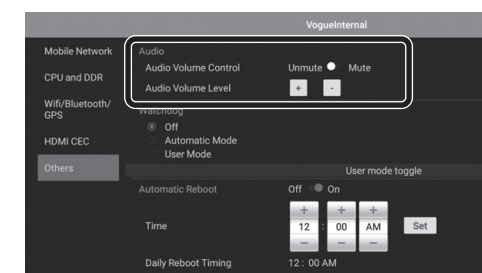 VogueInternal
Mobile Network
CPU and DDR
Wifi/Bluetooth/
GPS
HDMI CEC
Others
Audio
Audio Volume Control Unmute Mute
Audio Volume Level + -
Watchdog
Off
Automatic Mode
User Mode
User mode toggle
Automatic Reboot Off On
+ + +
Time 12 : 00 AM Set
- - -
Daily Reboot Timing 12 : 00 AM